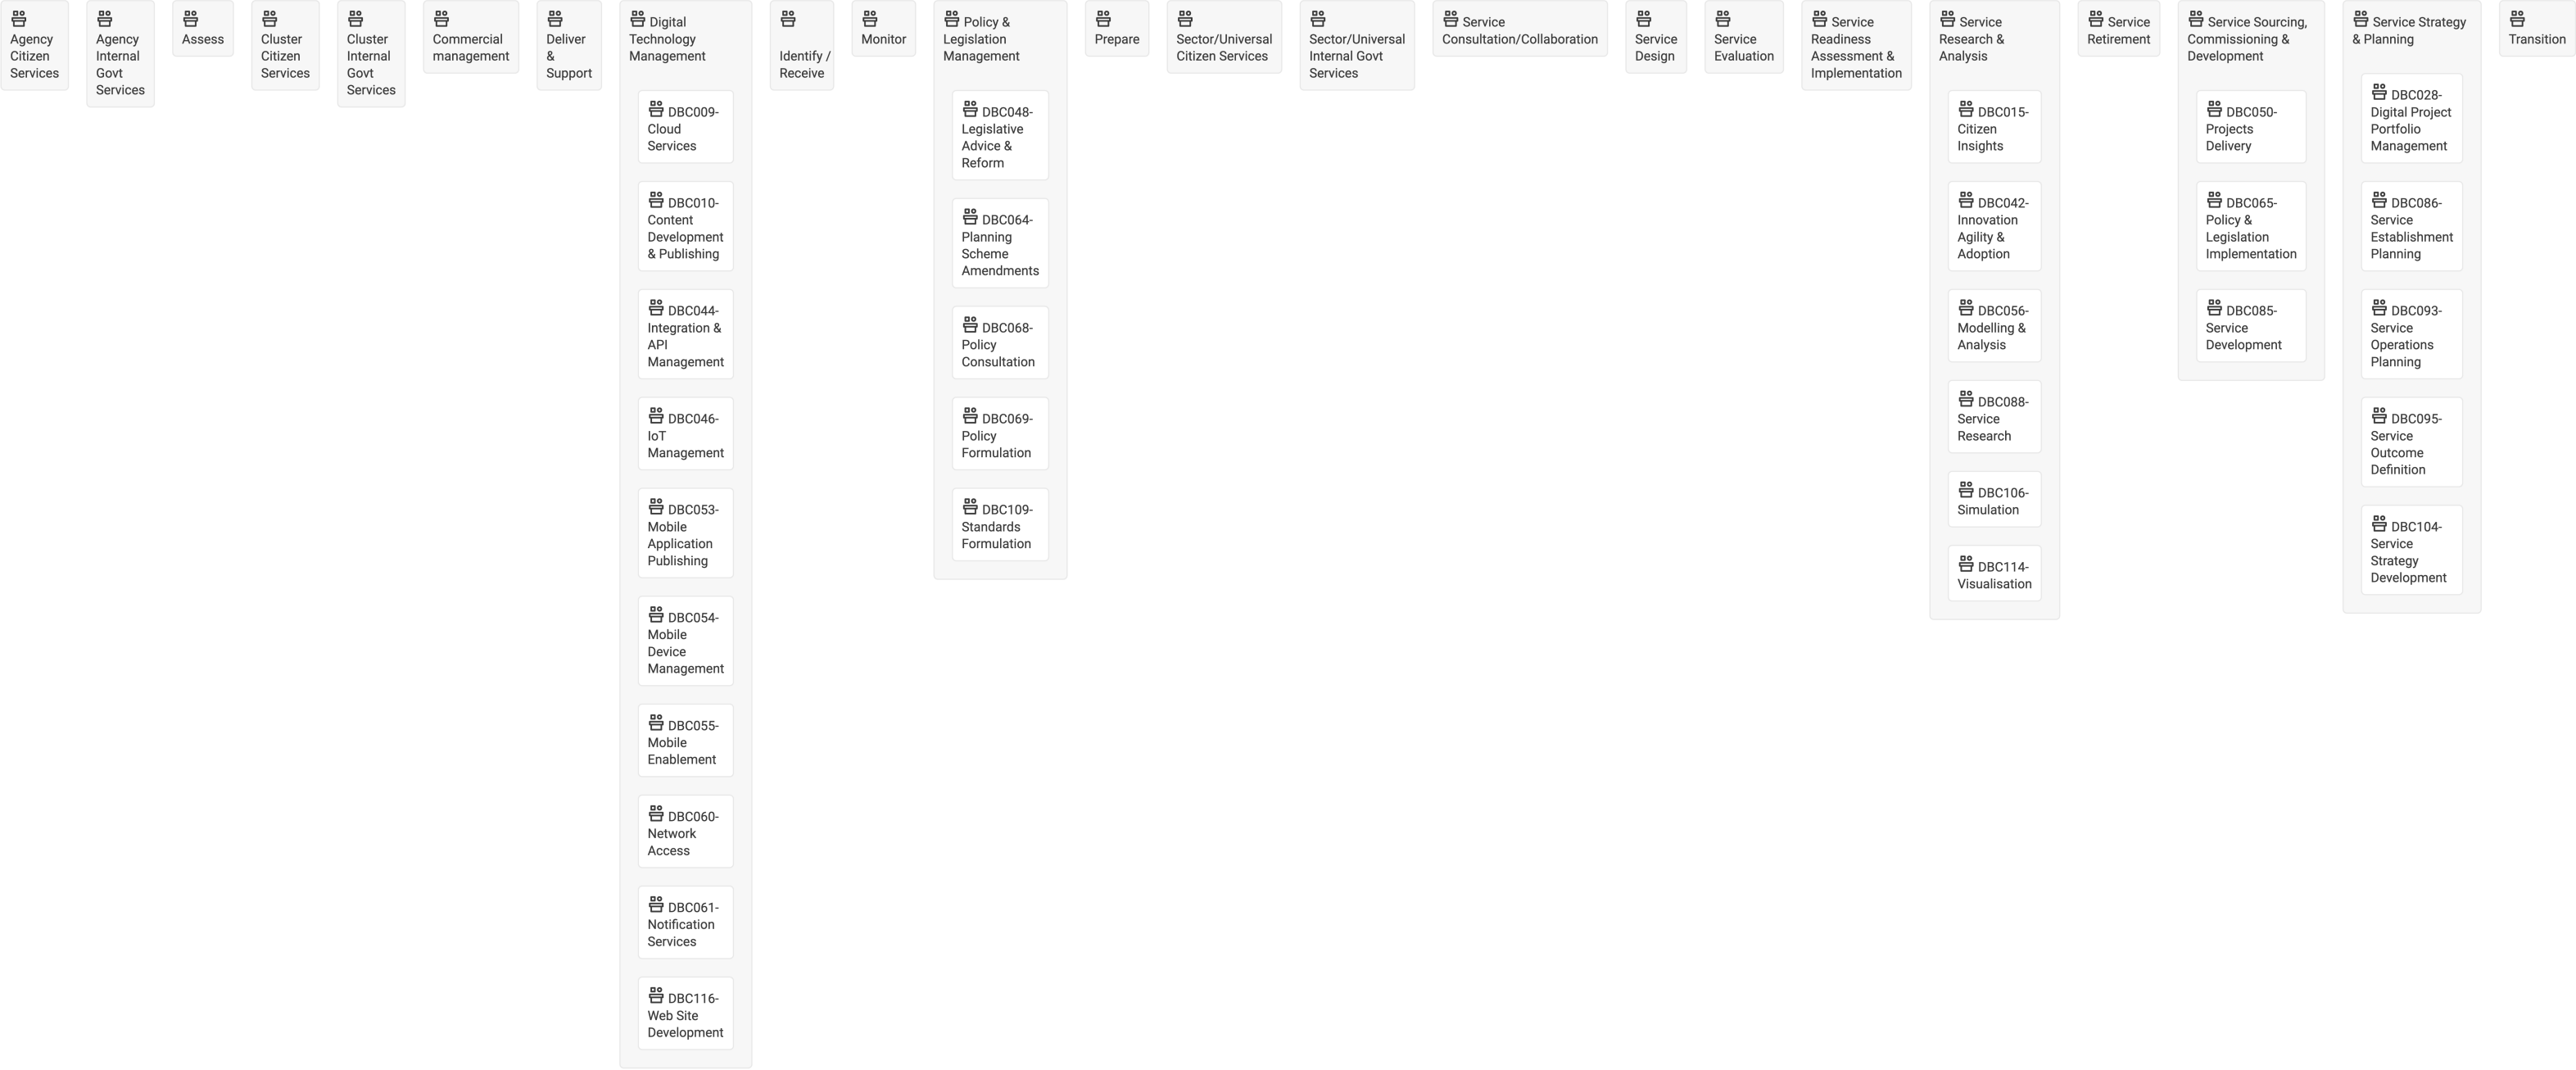 Agency
Citizen
Services
Agency
Internal
Govt
Services
Assess
Cluster
Citizen
Services
Cluster
Internal
Govt
Services
Commercial
management
Deliver
&
Support
Digital
Technology
Management
DBC009-
Cloud
Services
DBC010-
Content
Development
& Publishing
DBC044-
Integration &
API
Management
DBC046-
IoT
Management
DBC053-
Mobile
Application
Publishing
DBC054-
Mobile
Device
Management
DBC055-
Mobile
Enablement
DBC060-
Network
Access
DBC061-
Notification
Services
DBC116-
Web Site
Development
Identify /
Receive
Monitor
Policy &
Legislation
Management
DBC048-
Legislative
Advice &
Reform
DBC064-
Planning
Scheme
Amendments
DBC068-
Policy
Consultation
DBC069-
Policy
Formulation
DBC109-
Standards
Formulation
Prepare
Sector/Universal
Citizen Services
Sector/Universal
Internal Govt
Services
Service
Consultation/Collaboration
Service
Design
Service
Evaluation
Service
Readiness
Assessment &
Implementation
Service
Research &
Analysis
DBC015-
Citizen
Insights
DBC042-
Innovation
Agility &
Adoption
DBC056-
Modelling &
Analysis
DBC088-
Service
Research
DBC106-
Simulation
DBC114-
Visualisation
Service
Retirement
Service Sourcing,
Commissioning &
Development
DBC050-
Projects
Delivery
DBC065-
Policy &
Legislation
Implementation
DBC085-
Service
Development
Service Strategy
& Planning
DBC028-
Digital Project
Portfolio
Management
DBC086-
Service
Establishment
Planning
DBC093-
Service
Operations
Planning
DBC095-
Service
Outcome
Definition
DBC104-
Service
Strategy
Development
Transition